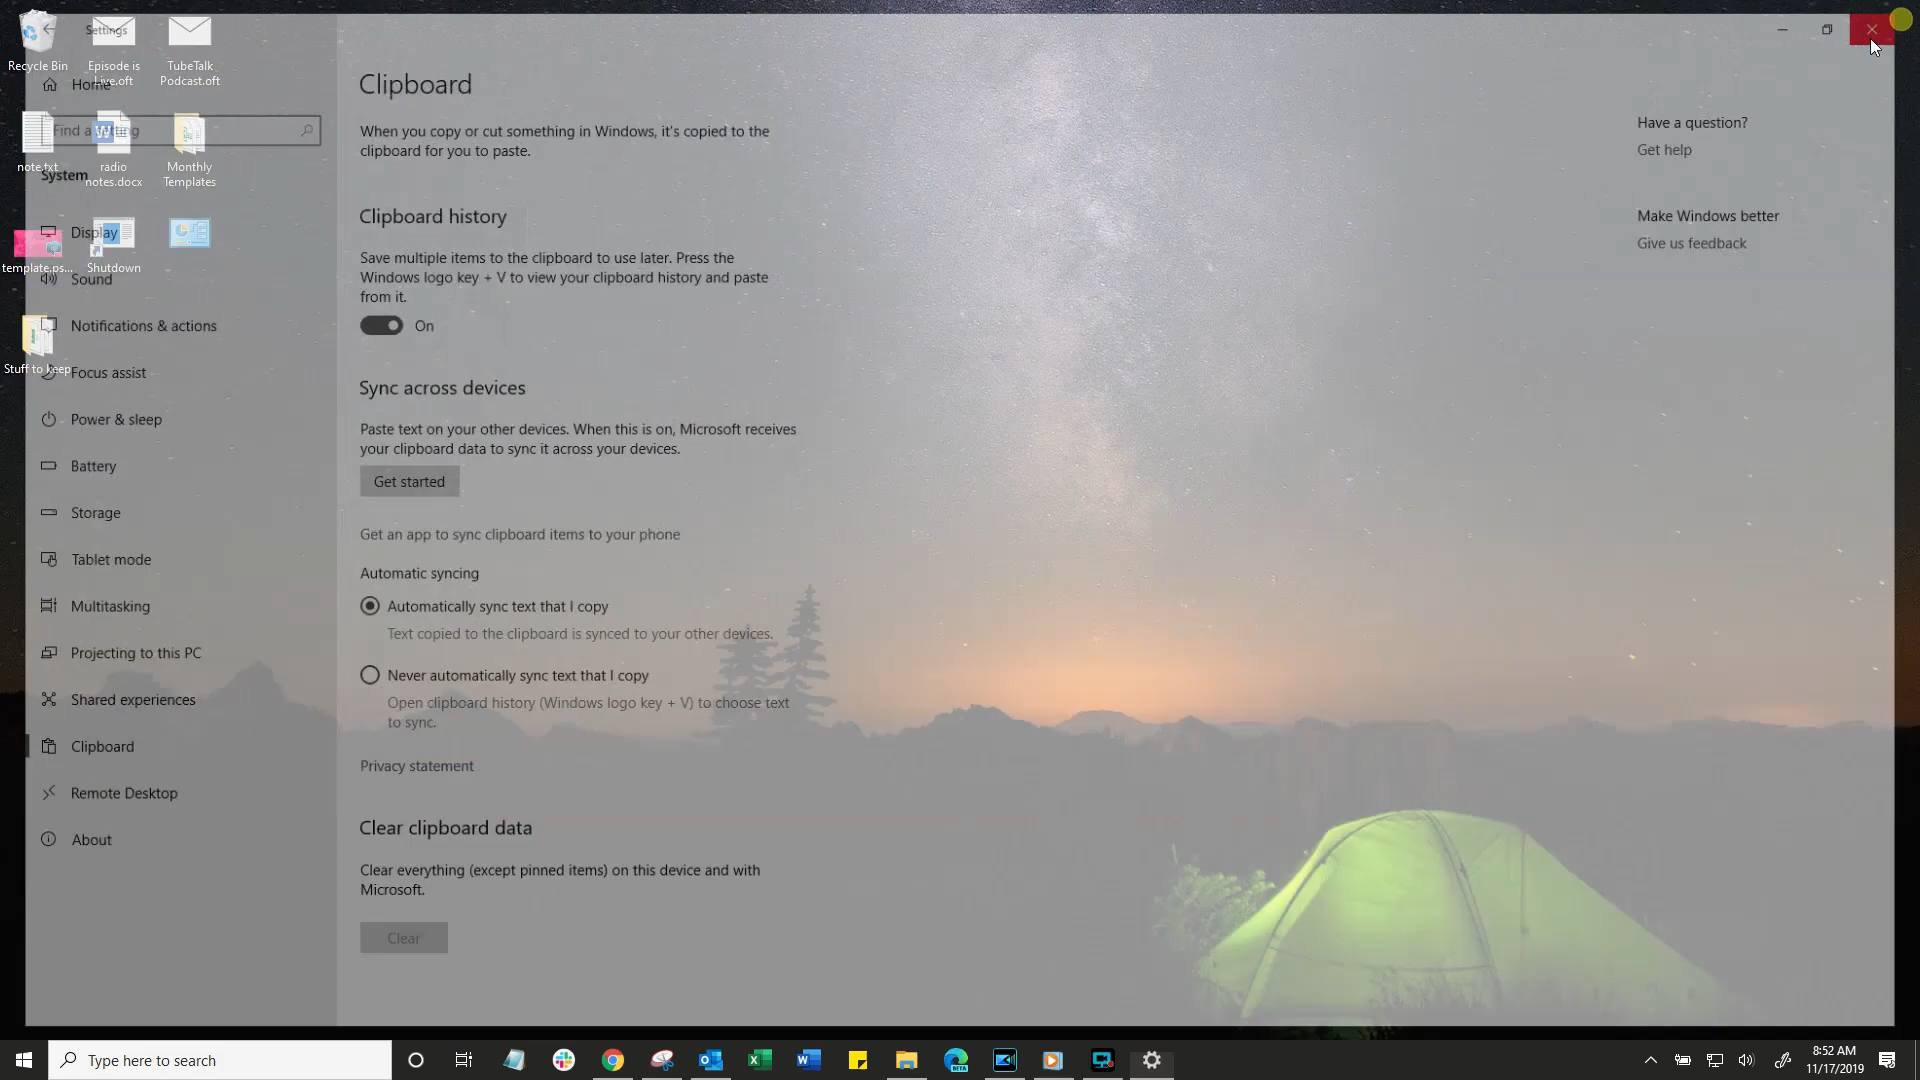 Settings
Recycle Bin
Episode is
Live.oft
TubeTalk
Podcast.oft
Home
Find a setting
note.txt
radio
notes.docx
Monthly
Templates
System
Display
template.ps...
Shutdown
Sound
Notifications & actions
Stuff to keep
Focus assist
Power & sleep
Battery
Storage
Tablet mode
Multitasking
Projecting to this PC
Shared experiences
Clipboard
Remote Desktop
About
Clipboard
When you copy or cut something in Windows, it's copied to the
clipboard for you to paste.
Clipboard history
Save multiple items to the clipboard to use later. Press the
Windows logo key + V to view your clipboard history and paste
from it.
On
Sync across devices
Paste text on your other devices. When this is on, Microsoft receives
your clipboard data to sync it across your devices.
Get started
Get an app to sync clipboard items to your phone
Automatic syncing
Automatically sync text that I copy
Text copied to the clipboard is synced to your other devices.
Never automatically sync text that I copy
Open clipboard history (Windows logo key + V) to choose text
to sync.
Privacy statement
Clear clipboard data
Clear everything (except pinned items) on this device and with
Microsoft.
Clear
Have a question?
Get help
Make Windows better
Give us feedback
Type here to search
BETA
8:52 AM
11/17/2019